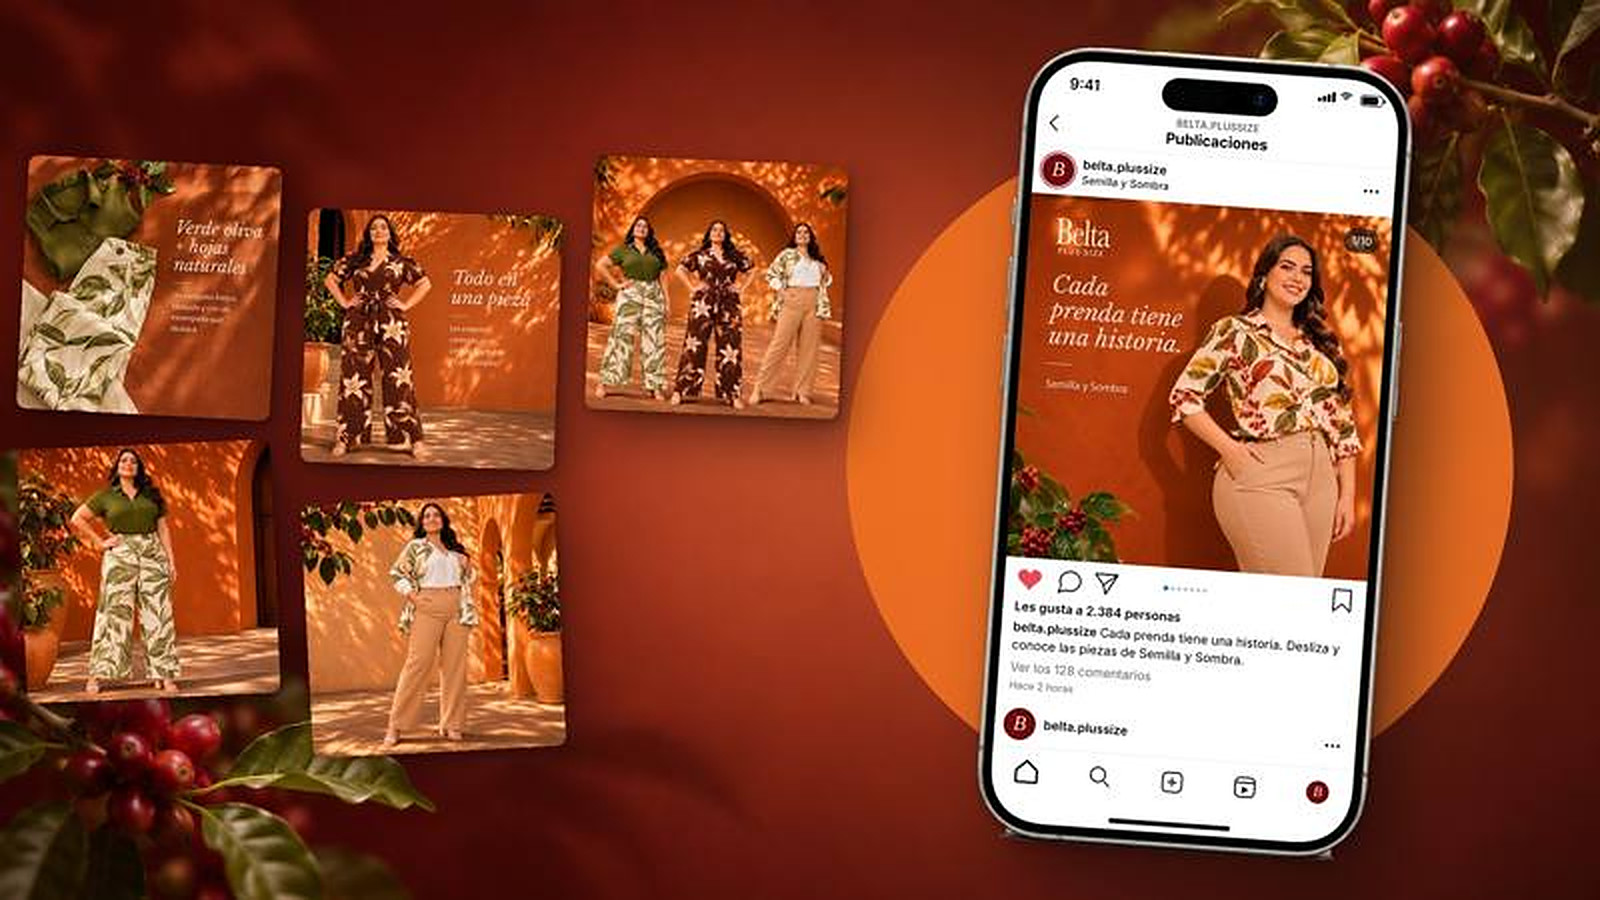 Verde oliva
+ hojas
naturales
Todo en
una pieza
9:41
BELTA.PLUSSIZE
Publicaciones
B
belta.plussize
Semilla y Sombra
Belta
PLUS SIZE
1/10
Cada
prenda tiene
una historia.
Semilla y Sombra
Les gusta a 2.384 personas
belta.plussize Cada prenda tiene una historia. Desliza y
conoce las piezas de Semilla y Sombra.
Ver los 128 comentarios
Hace 2 horas
B
belta.plussize
B